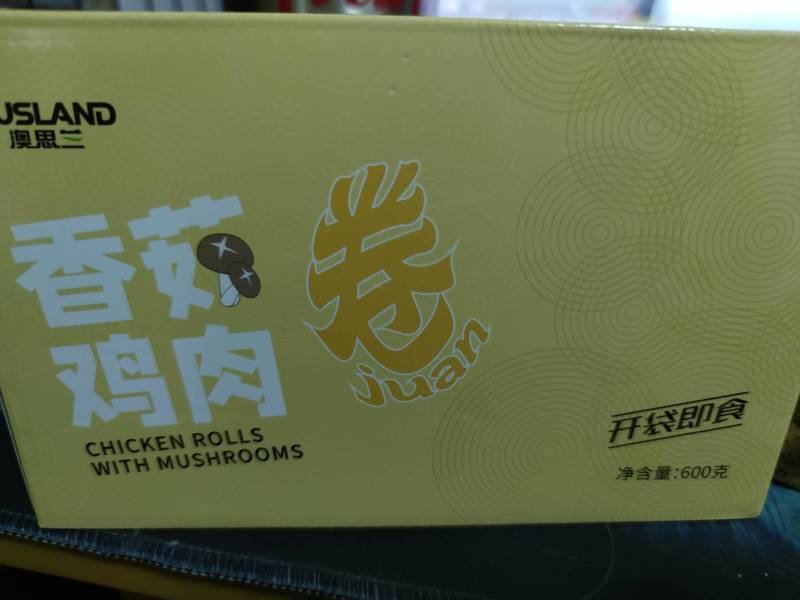 USLAND
澳思兰
香菇
鸡肉
卷
juan
CHICKEN ROLLS
WITH MUSHROOMS
开袋即食
净含量:600克